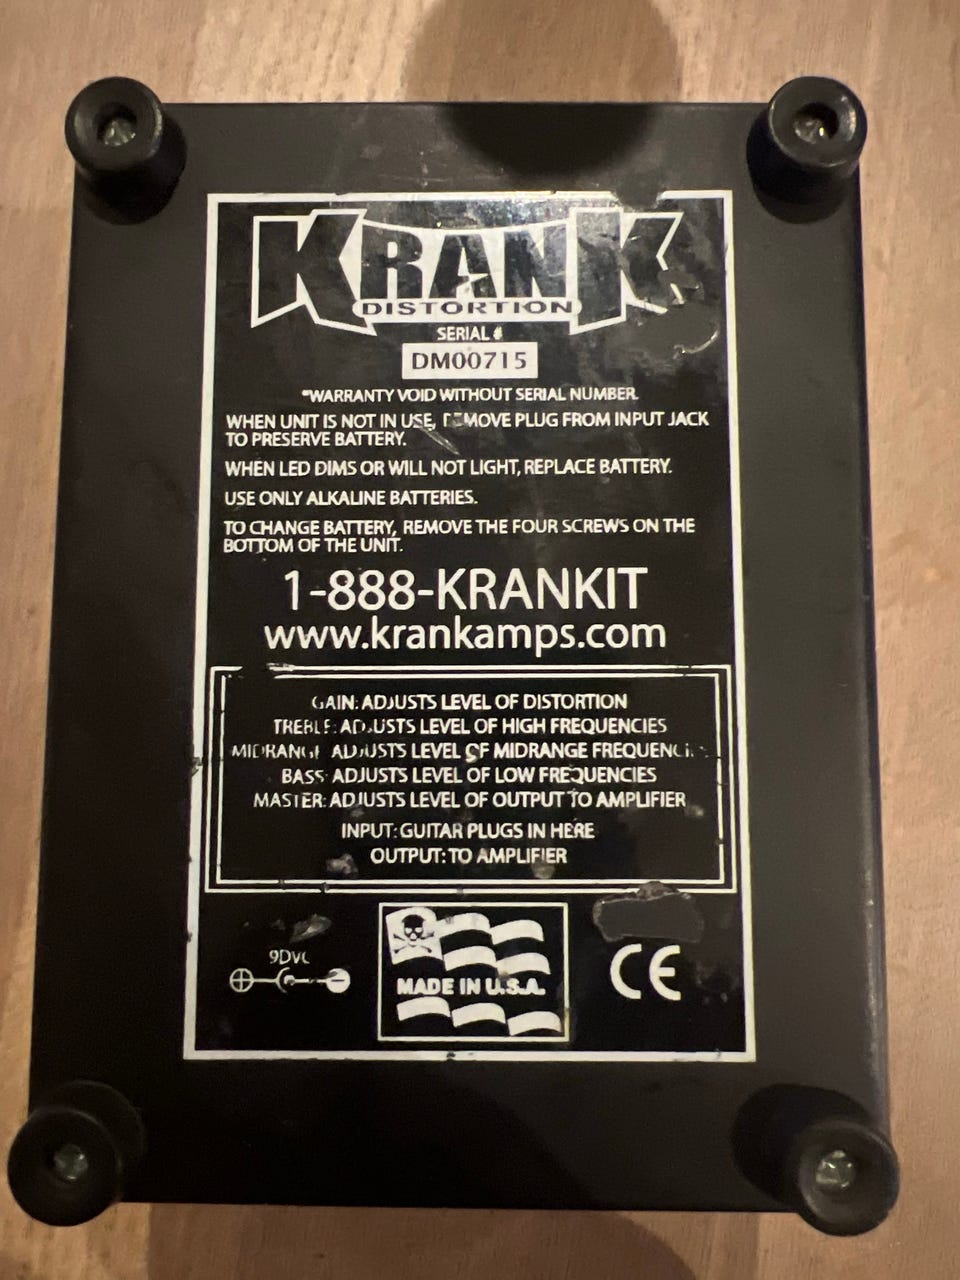 KRANK
DISTORTION
SERIAL #
DM00715
*WARRANTY VOID WITHOUT SERIAL NUMBER.
WHEN UNIT IS NOT IN USE, REMOVE PLUG FROM INPUT JACK
TO PRESERVE BATTERY.
WHEN LED DIMS OR WILL NOT LIGHT, REPLACE BATTERY.
USE ONLY ALKALINE BATTERIES.
TO CHANGE BATTERY, REMOVE THE FOUR SCREWS ON THE
BOTTOM OF THE UNIT.
1-888-KRANKIT
www.krankamps.com
GAIN: ADJUSTS LEVEL OF DISTORTION
TREBLE: ADJUSTS LEVEL OF HIGH FREQUENCIES
MIDRANGE ADJUSTS LEVEL OF MIDRANGE FREQUENCIES
BASS: ADJUSTS LEVEL OF LOW FREQUENCIES
MASTER: ADJUSTS LEVEL OF OUTPUT TO AMPLIFIER
INPUT: GUITAR PLUGS IN HERE
OUTPUT: TO AMPLIFIER
9DVC
MADE IN U.S.A.
CE